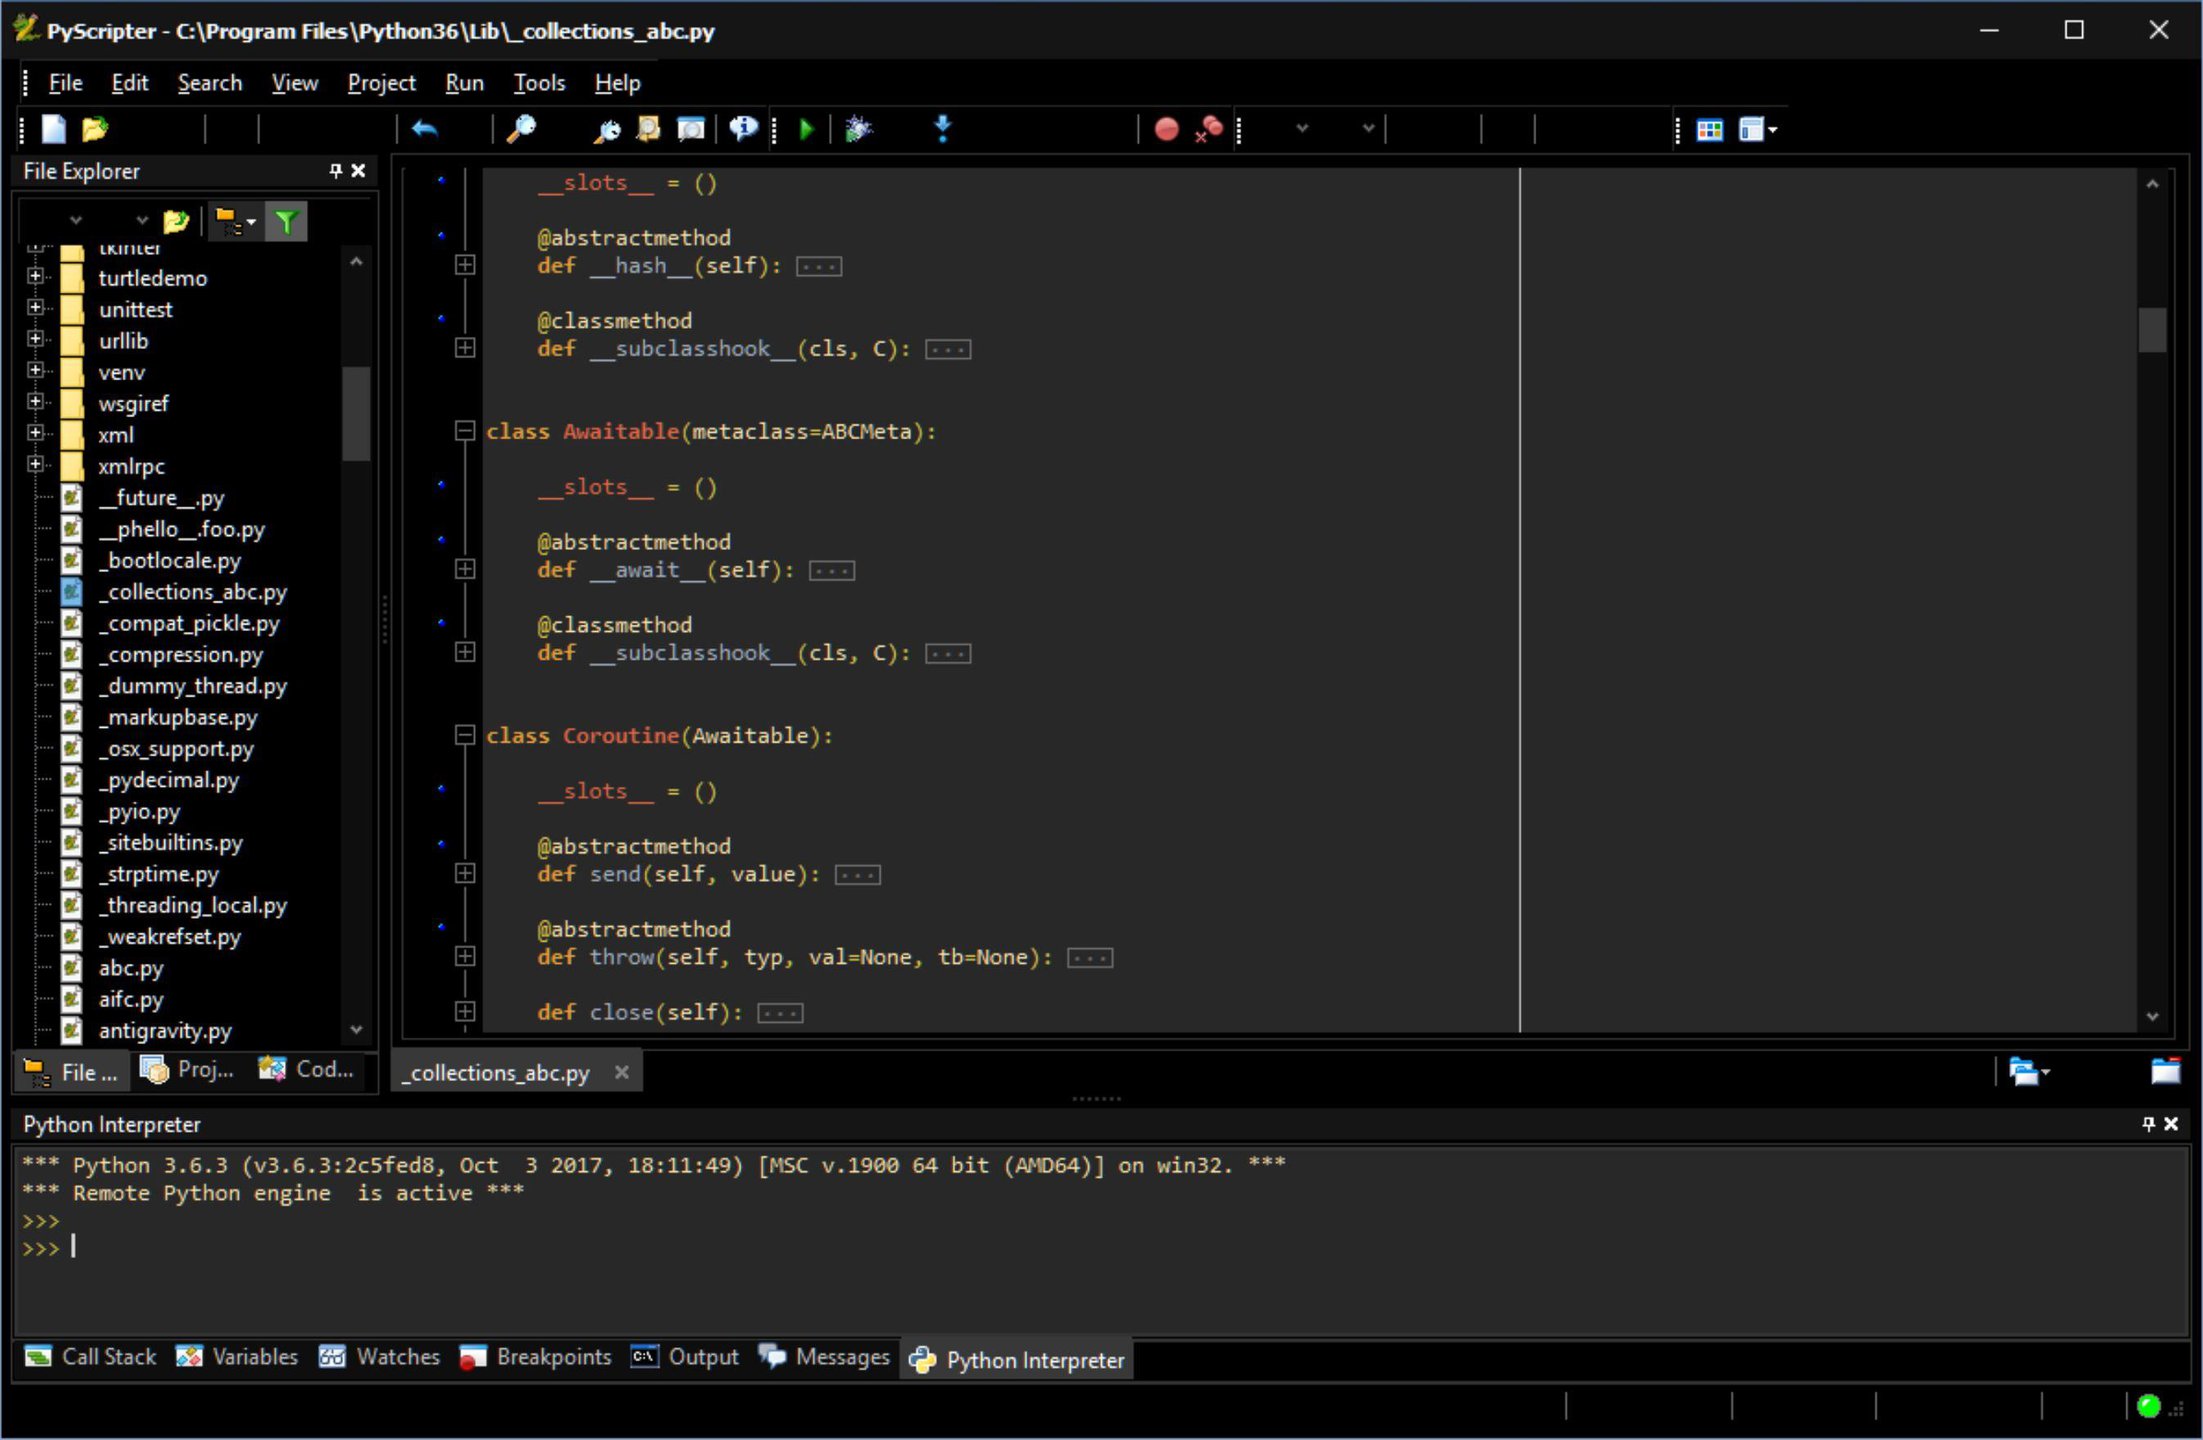 PyScripter - C:\Program Files\Python36\Lib\_collections_abc.py
File Edit Search View Project Run Tools Help
File Explorer
tkinter
turtledemo
unittest
urllib
venv
wsgiref
xml
xmlrpc
__future__.py
__phello__.foo.py
_bootlocale.py
_collections_abc.py
_compat_pickle.py
_compression.py
_dummy_thread.py
_markupbase.py
_osx_support.py
_pydecimal.py
_pyio.py
_sitebuiltins.py
_strptime.py
_threading_local.py
_weakrefset.py
abc.py
aifc.py
antigravity.py
File ... Proj... Cod...
__slots__ = ()
@abstractmethod
def __hash__(self): ...
@classmethod
def __subclasshook__(cls, C): ...
class Awaitable(metaclass=ABCMeta):
__slots__ = ()
@abstractmethod
def __await__(self): ...
@classmethod
def __subclasshook__(cls, C): ...
class Coroutine(Awaitable):
__slots__ = ()
@abstractmethod
def send(self, value): ...
@abstractmethod
def throw(self, typ, val=None, tb=None): ...
def close(self): ...
_collections_abc.py
Python Interpreter
*** Python 3.6.3 (v3.6.3:2c5fed8, Oct  3 2017, 18:11:49) [MSC v.1900 64 bit (AMD64)] on win32. ***
*** Remote Python engine  is active ***
>>>
>>>
Call Stack Variables Watches Breakpoints Output Messages Python Interpreter